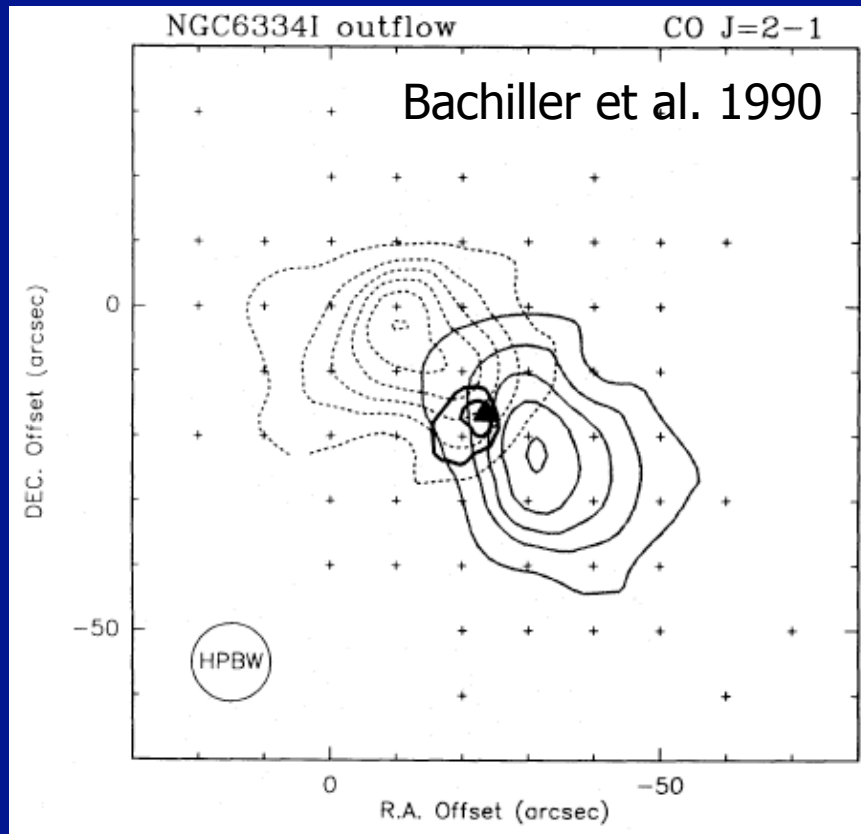 NGC6334I outflow CO J=2-1
Bachiller et al. 1990
DEC. Offset (arcsec)
0
-50
HPBW
0 -50
R.A. Offset (arcsec)